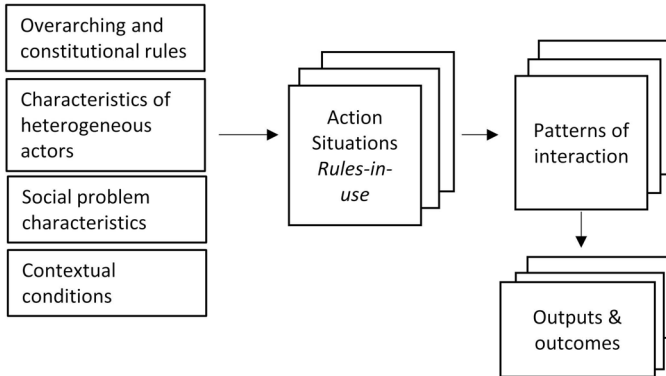 Overarching and
constitutional rules
Characteristics of
heterogeneous
actors
Social problem
characteristics
Contextual
conditions
Action
Situations
Rules-in-
use
Patterns of
interaction
Outputs &
outcomes